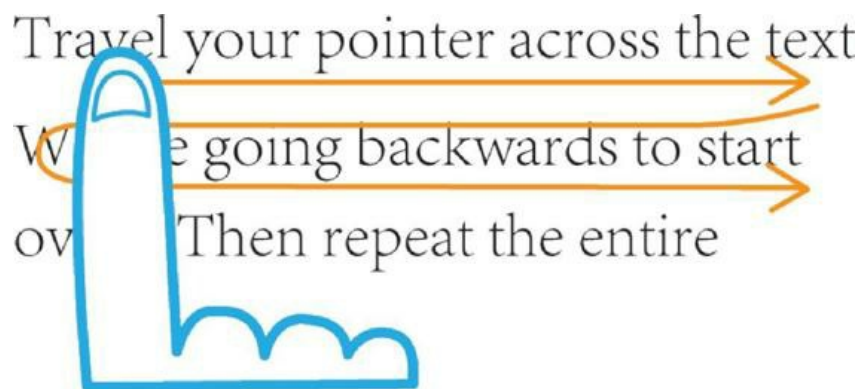 Travel your pointer across the text
going backwards to start
Then repeat the entire